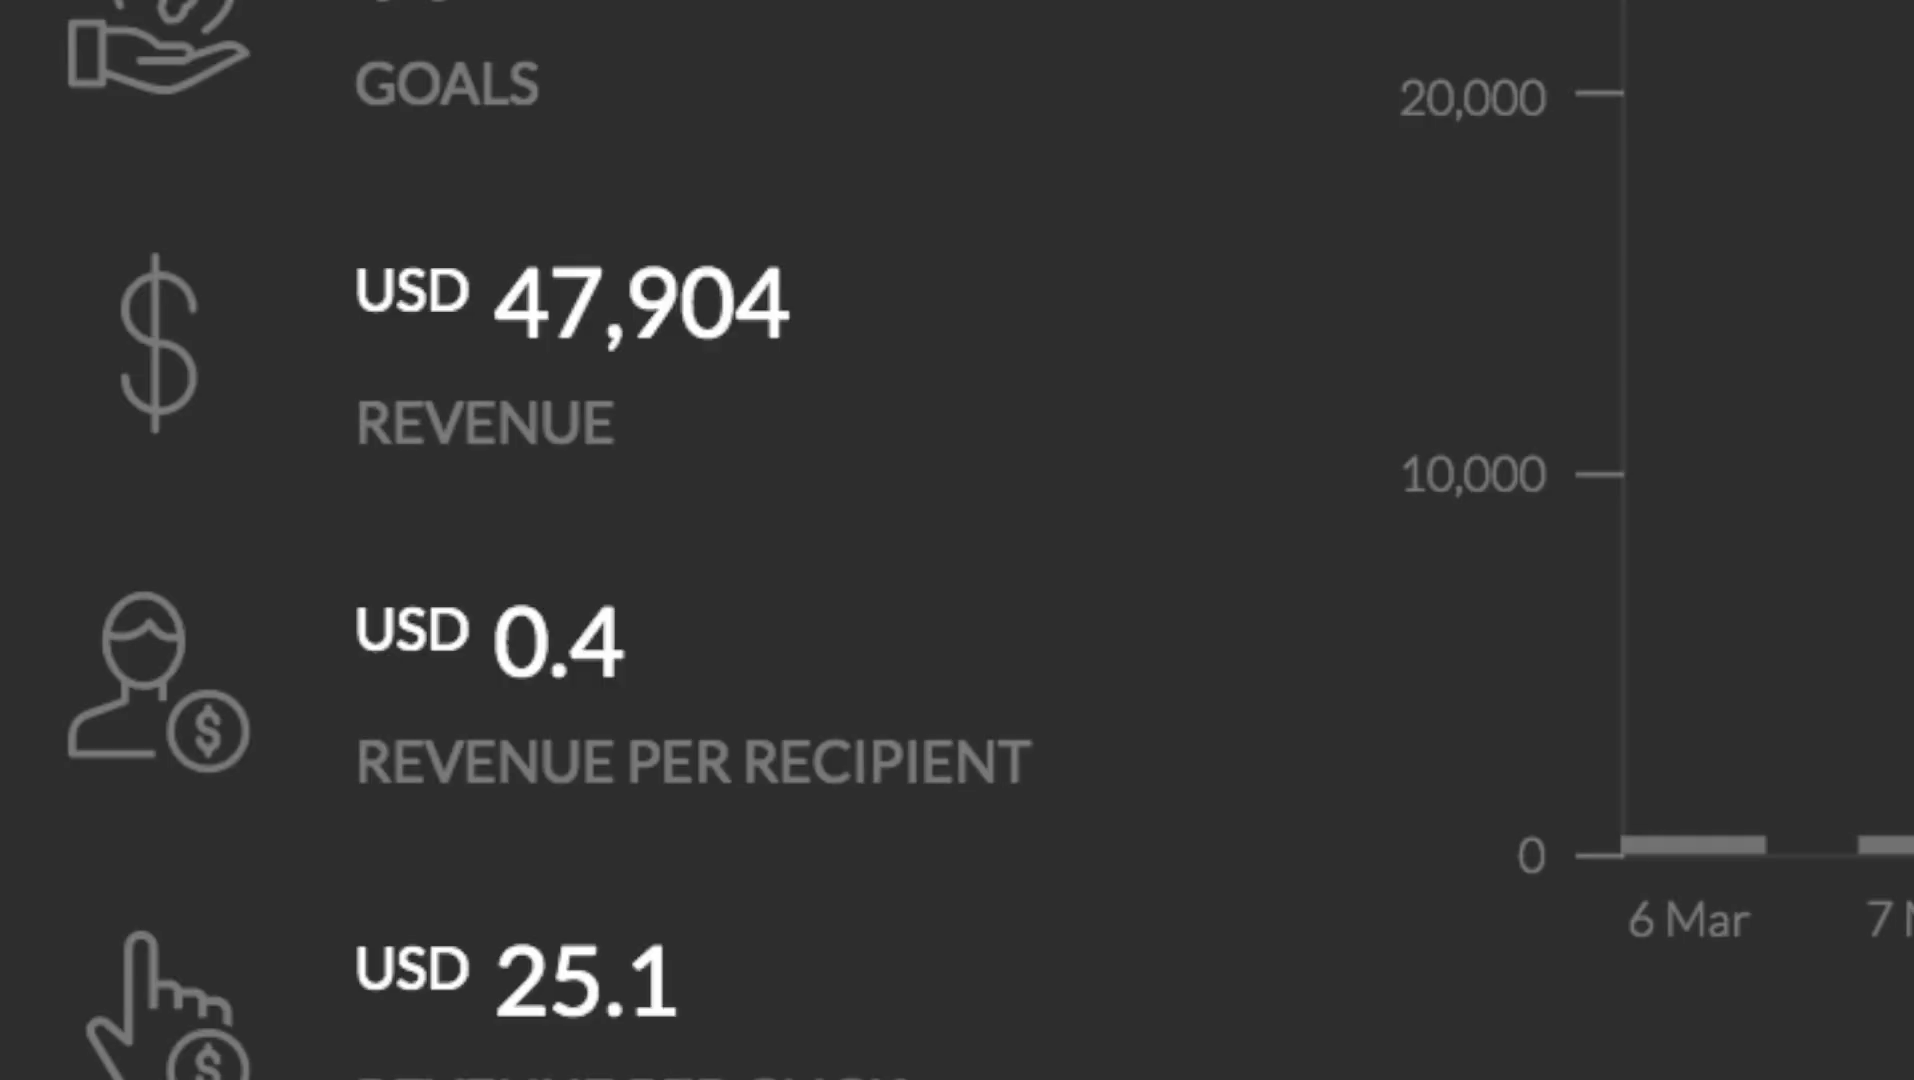 GOALS
USD 47,904
REVENUE
USD 0.4
REVENUE PER RECIPIENT
USD 25.1
20,000
10,000
0
6 Mar
7